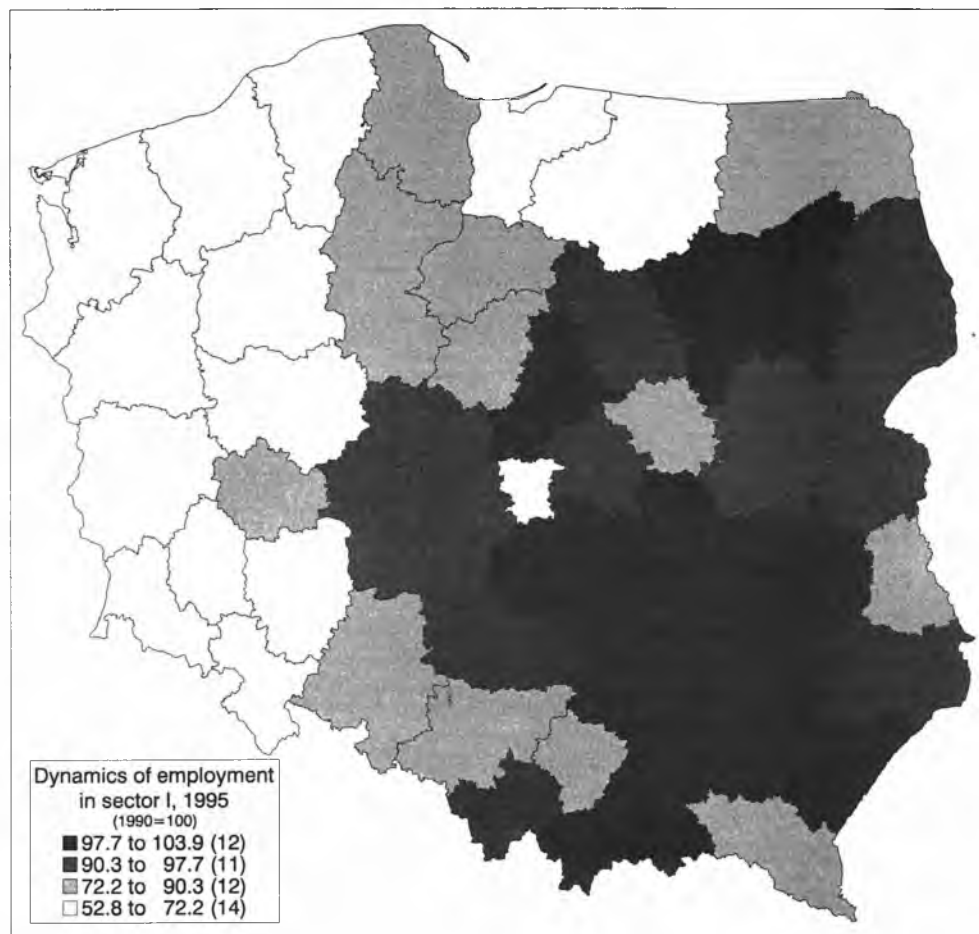 Dynamics of employment
in sector I, 1995
(1990=100)
97.7 to 103.9 (12)
90.3 to 97.7 (11)
72.2 to 90.3 (12)
52.8 to 72.2 (14)